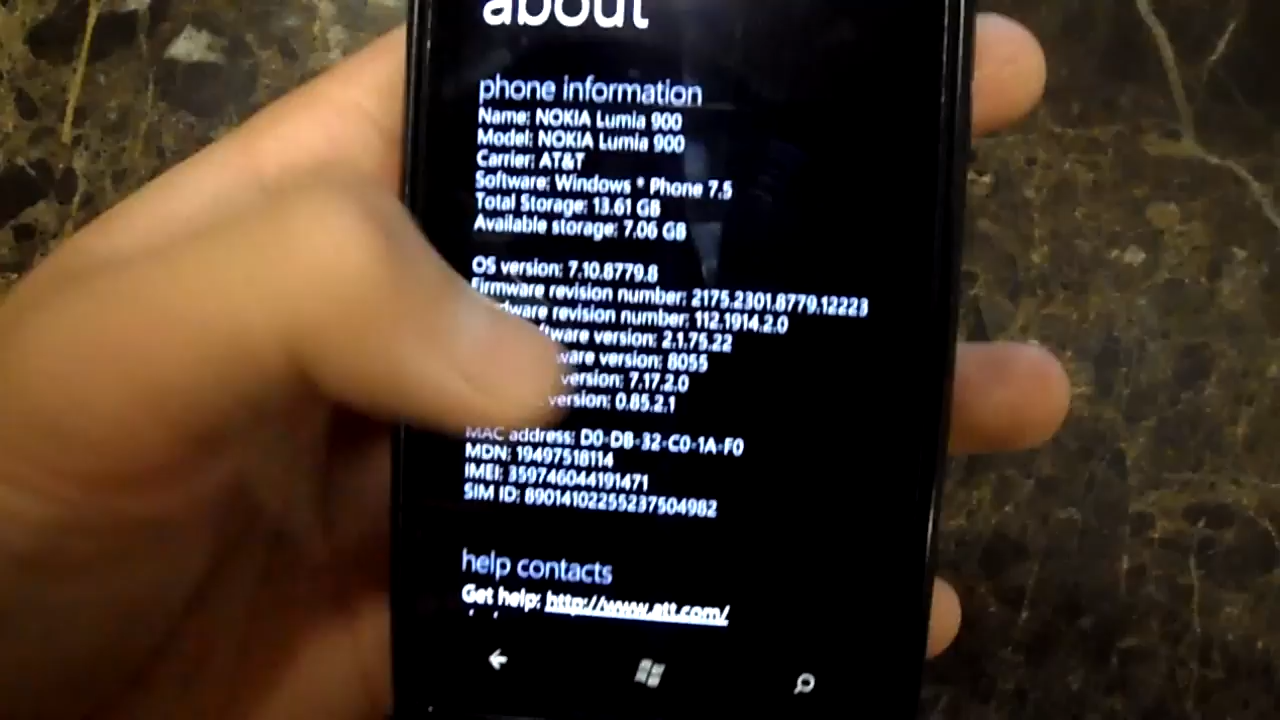 about
phone information
Name: NOKIA Lumia 900
Model: NOKIA Lumia 900
Carrier: AT&T
Software: Windows ® Phone 7.5
Total Storage: 13.61 GB
Available storage: 7.06 GB
OS version: 7.10.8779.8
Firmware revision number: 2175.2301.8779.12223
revision number: 112.1914.2.0
version: 2.1.75.22
version: 8055
version: 7.17.2.0
version: 0.85.2.1
MAC address: D0-DB-32-C0-1A-F0
MDN: 19497518114
IMEI: 359746044191471
SIM ID: 89014102255237504982
help contacts
Get help: http://www.att.com/